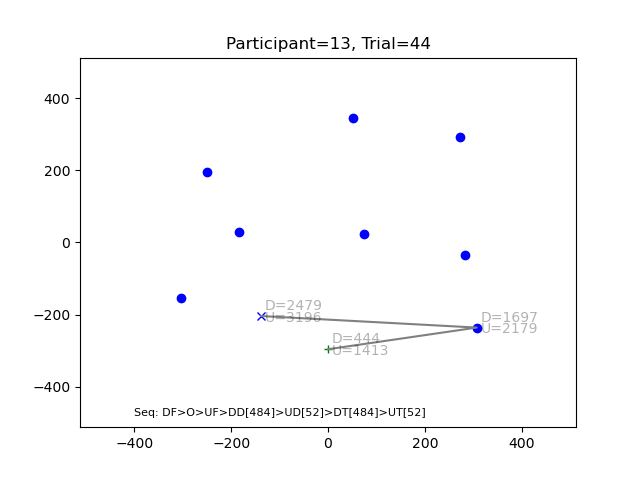 Participant=13, Trial=44
400
200
0
−200
−400
D=2479
U=3196
D=1697
U=2179
D=444
U=1413
Seq: DF>O>UF>DD[484]>UD[52]>DT[484]>UT[52]
−400
−200
0
200
400